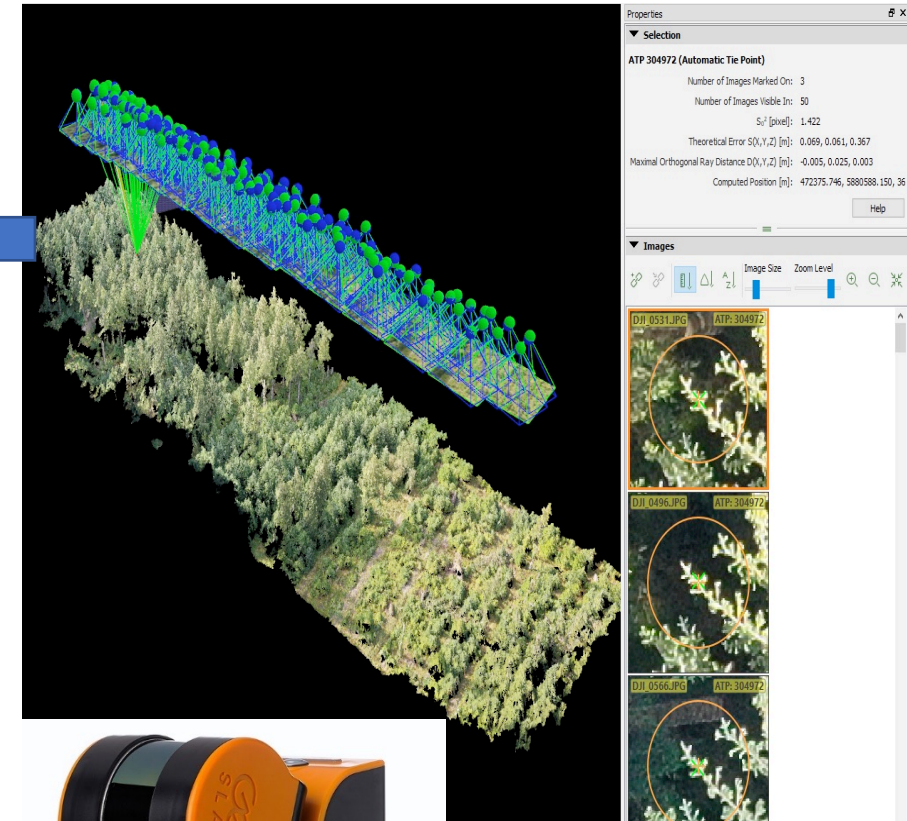 Properties
Selection
ATP 304972 (Automatic Tie Point)
Number of Images Marked On: 3
Number of Images Visible In: 50
S₀² [pixel]: 1.422
Theoretical Error S(X,Y,Z) [m]: 0.069, 0.061, 0.367
Maximal Orthogonal Ray Distance D(X,Y,Z) [m]: -0.005, 0.025, 0.003
Computed Position [m]: 472375.746, 5880588.150, 36
Help
Images
Image Size Zoom Level
DJI_0531.JPG ATP: 304972
DJI_0496.JPG ATP: 304972
DJI_0566.JPG ATP: 304972